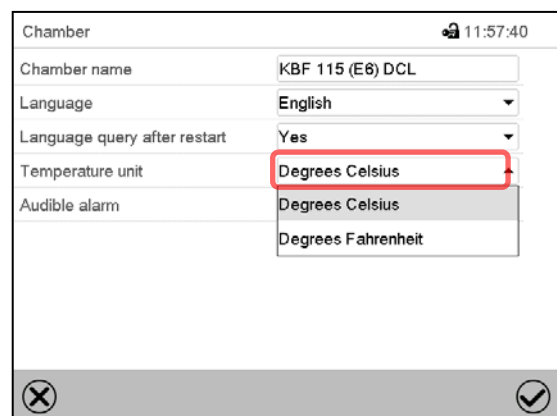 Chamber 11:57:40
Chamber name KBF 115 (E6) DCL
Language English
Language query after restart Yes
Temperature unit Degrees Celsius
Audible alarm Degrees Celsius
Degrees Fahrenheit